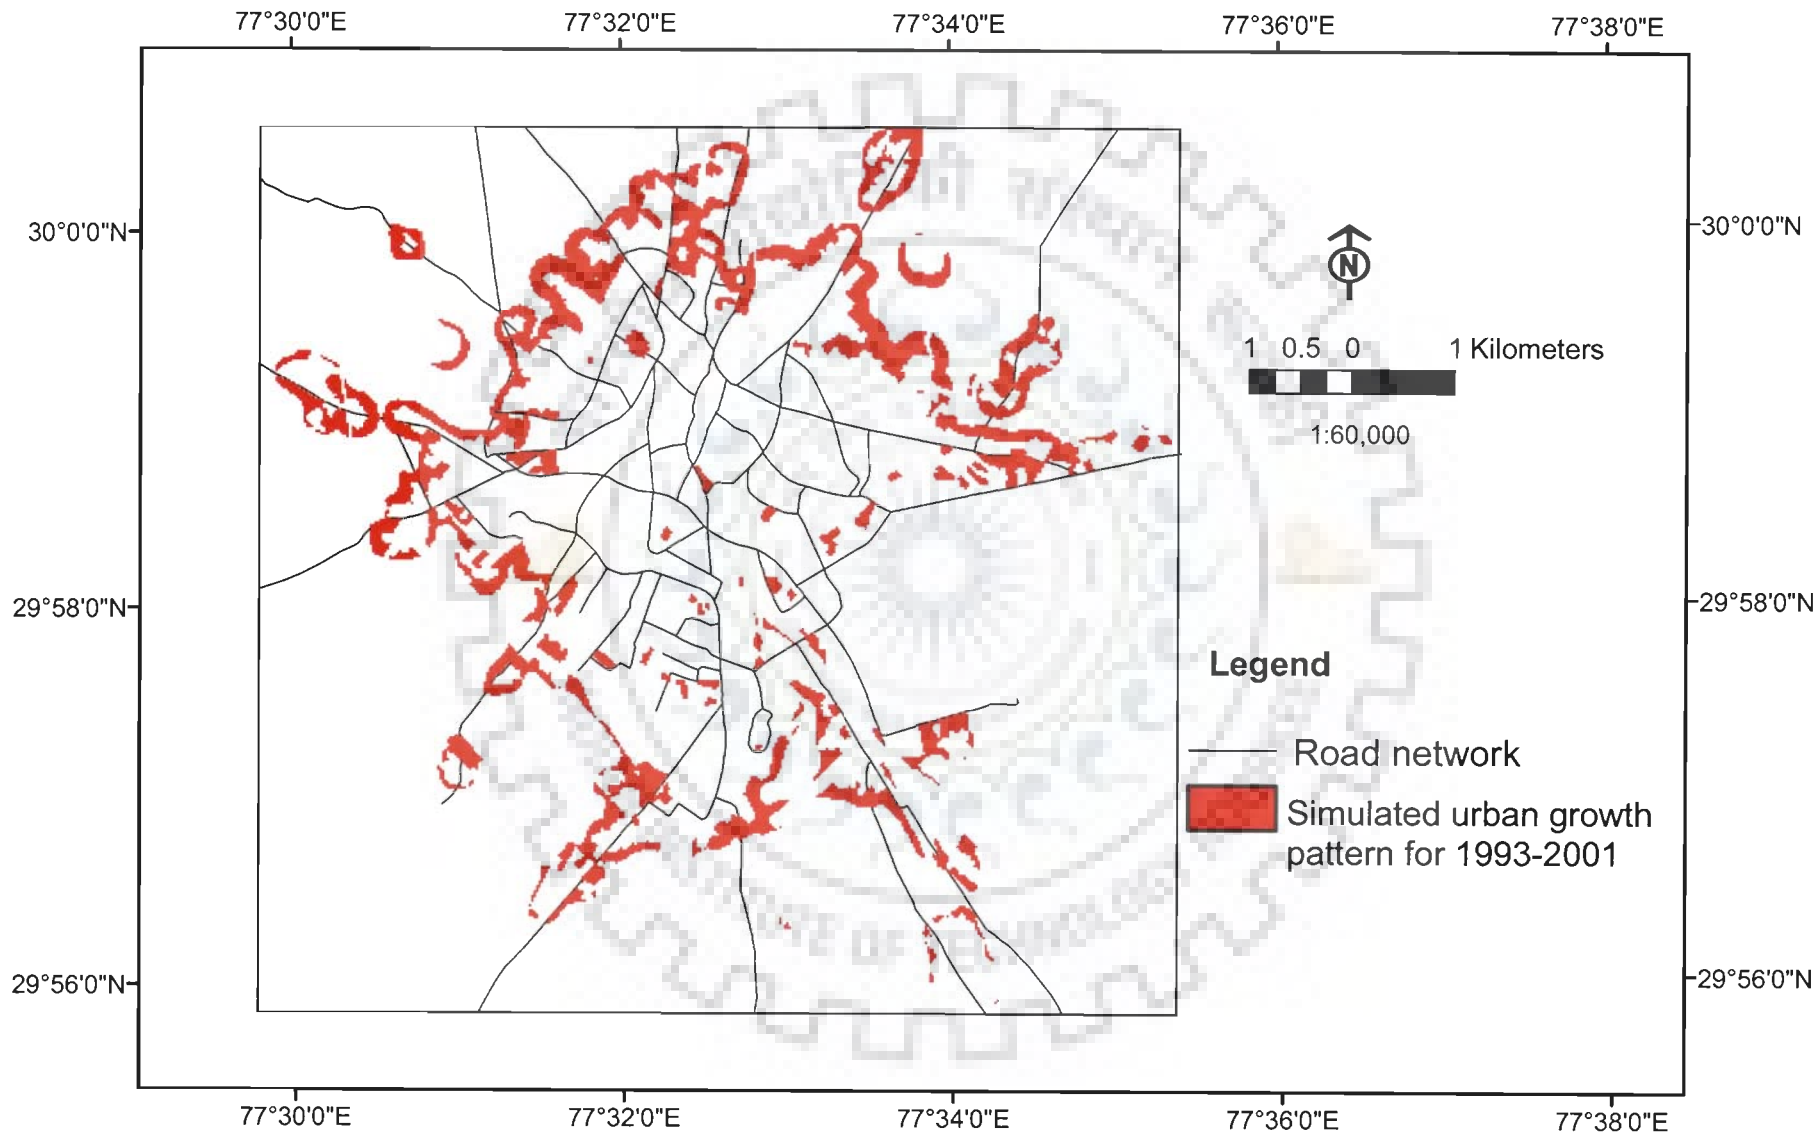 77°30'0"E 77°32'0"E 77°34'0"E 77°36'0"E 77°38'0"E
30°0'0"N 30°0'0"N
N
1 0.5 0 1 Kilometers
1:60,000
29°58'0"N 29°58'0"N
Legend
Road network
Simulated urban growth
pattern for 1993-2001
29°56'0"N 29°56'0"N
77°30'0"E 77°32'0"E 77°34'0"E 77°36'0"E 77°38'0"E